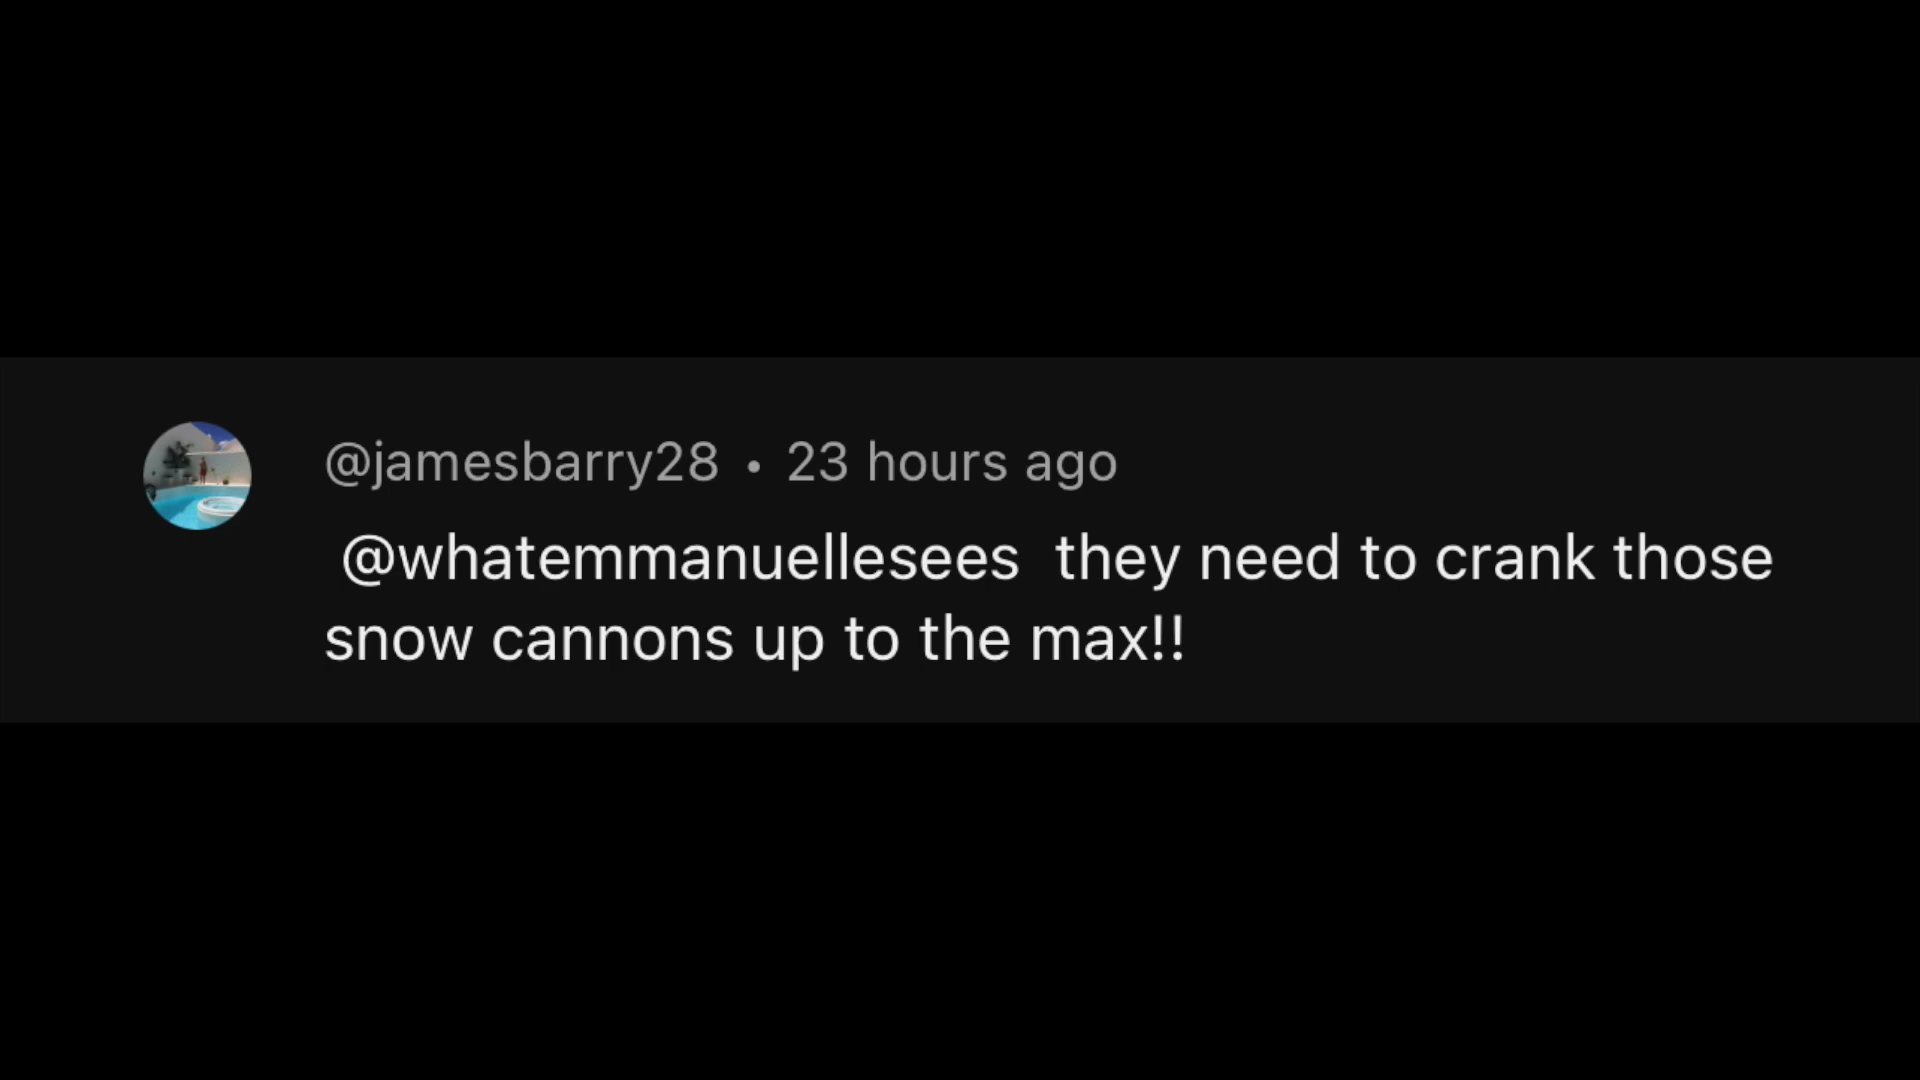 @jamesbarry28 • 23 hours ago
@whatemmanuellesees they need to crank those
snow cannons up to the max!!